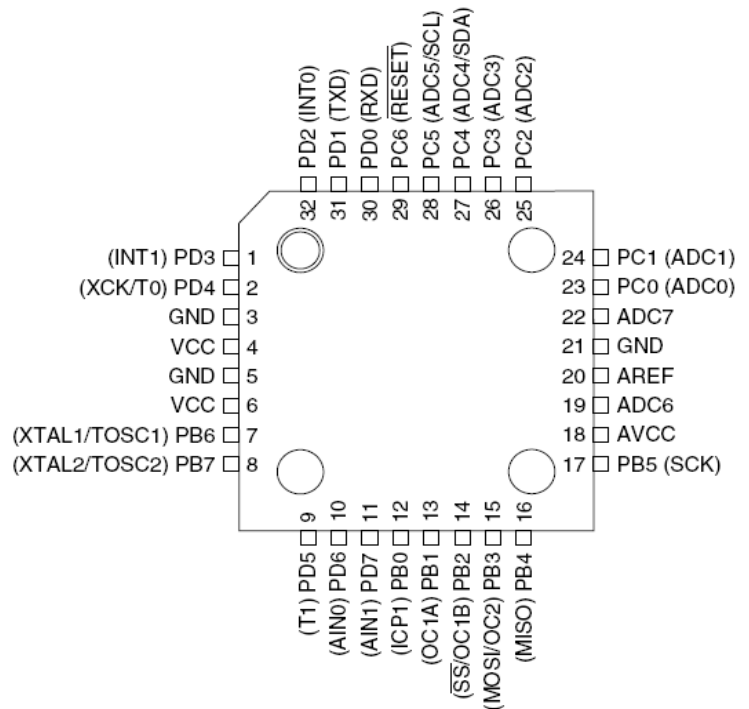 32 PD2 (INT0)
31 PD1 (TXD)
30 PD0 (RXD)
29 PC6 (RESET)
28 PC5 (ADC5/SCL)
27 PC4 (ADC4/SDA)
26 PC3 (ADC3)
25 PC2 (ADC2)
(INT1) PD3 1
(XCK/T0) PD4 2
GND 3
VCC 4
GND 5
VCC 6
(XTAL1/TOSC1) PB6 7
(XTAL2/TOSC2) PB7 8
24 PC1 (ADC1)
23 PC0 (ADC0)
22 ADC7
21 GND
20 AREF
19 ADC6
18 AVCC
17 PB5 (SCK)
(T1) PD5 9
(AIN0) PD6 10
(AIN1) PD7 11
(ICP1) PB0 12
(OC1A) PB1 13
(SS/OC1B) PB2 14
(MOSI/OC2) PB3 15
(MISO) PB4 16